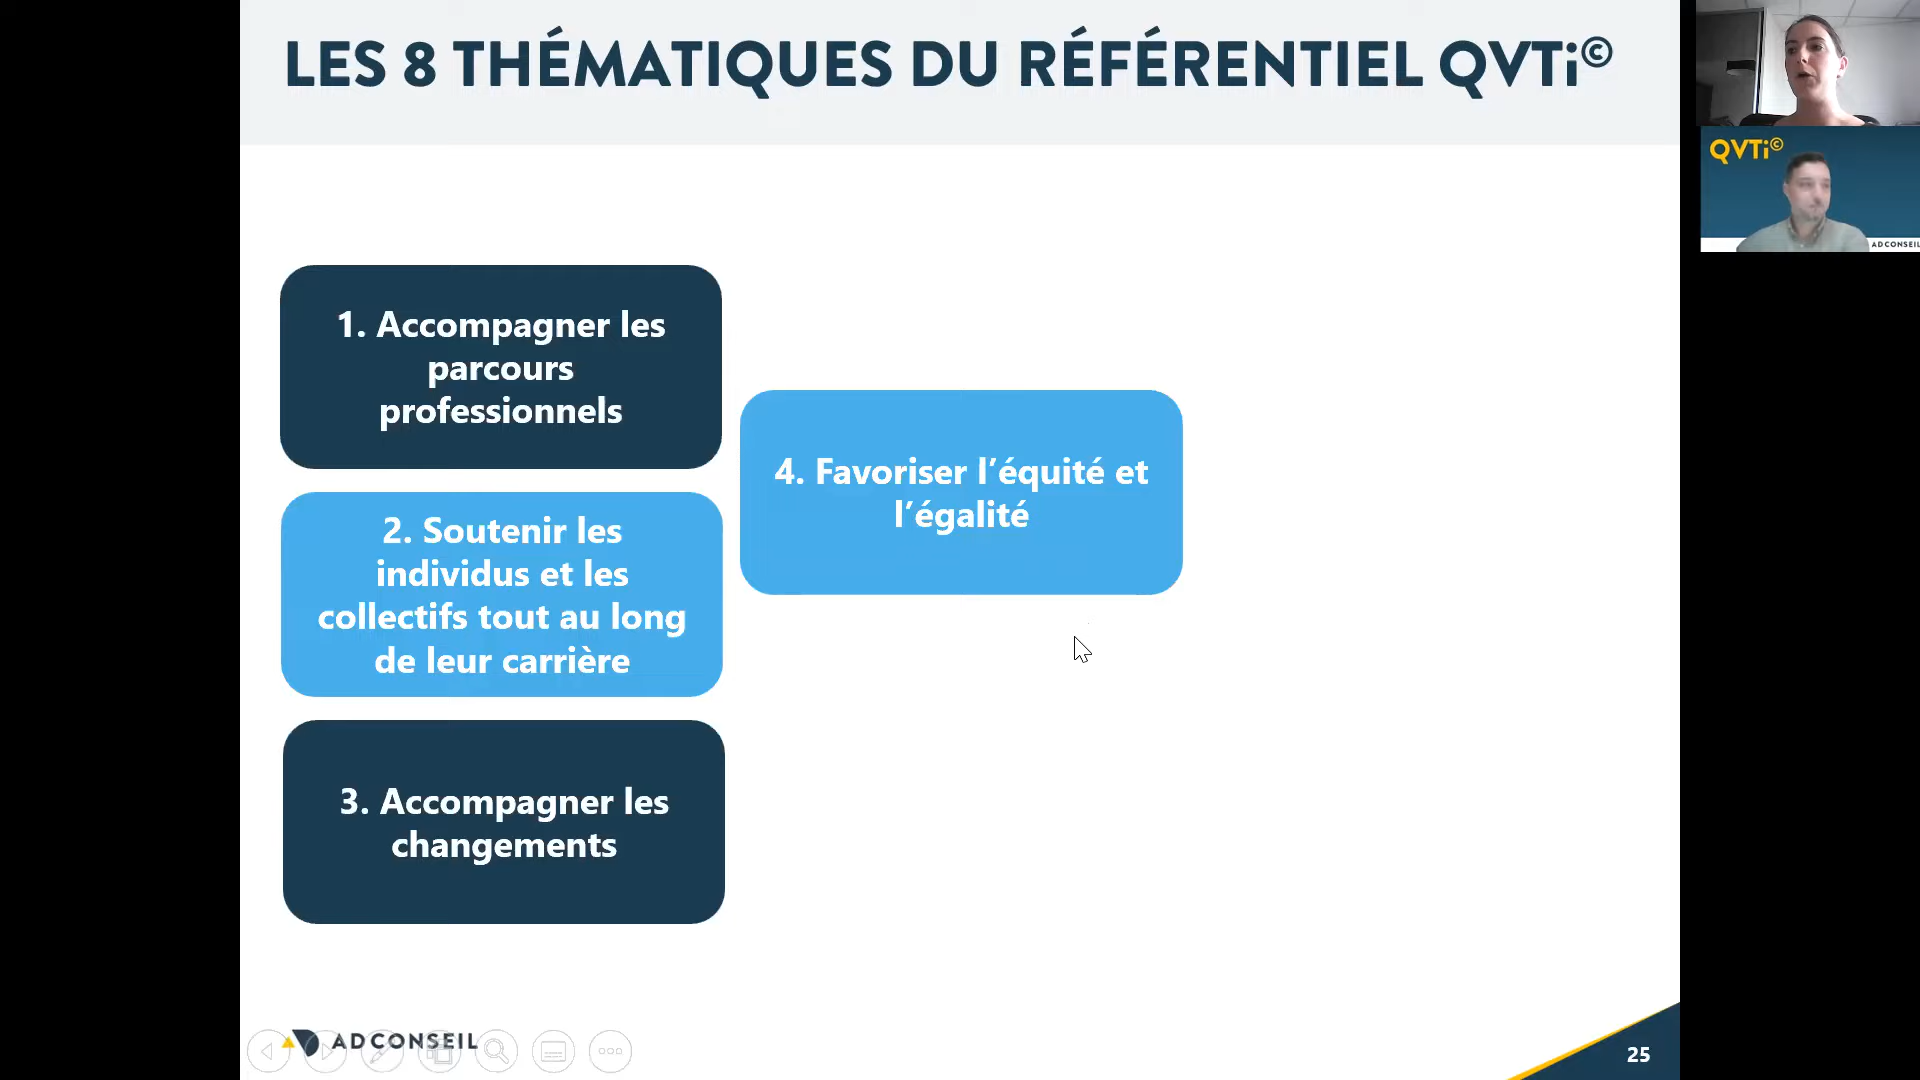 LES 8 THÉMATIQUES DU RÉFÉRENTIEL QVTi©
1. Accompagner les
parcours
professionnels
2. Soutenir les
individus et les
collectifs tout au long
de leur carrière
3. Accompagner les
changements
4. Favoriser l’équité et
l’égalité
QVTi©
ADCONSEIL
ADCONSEIL
25